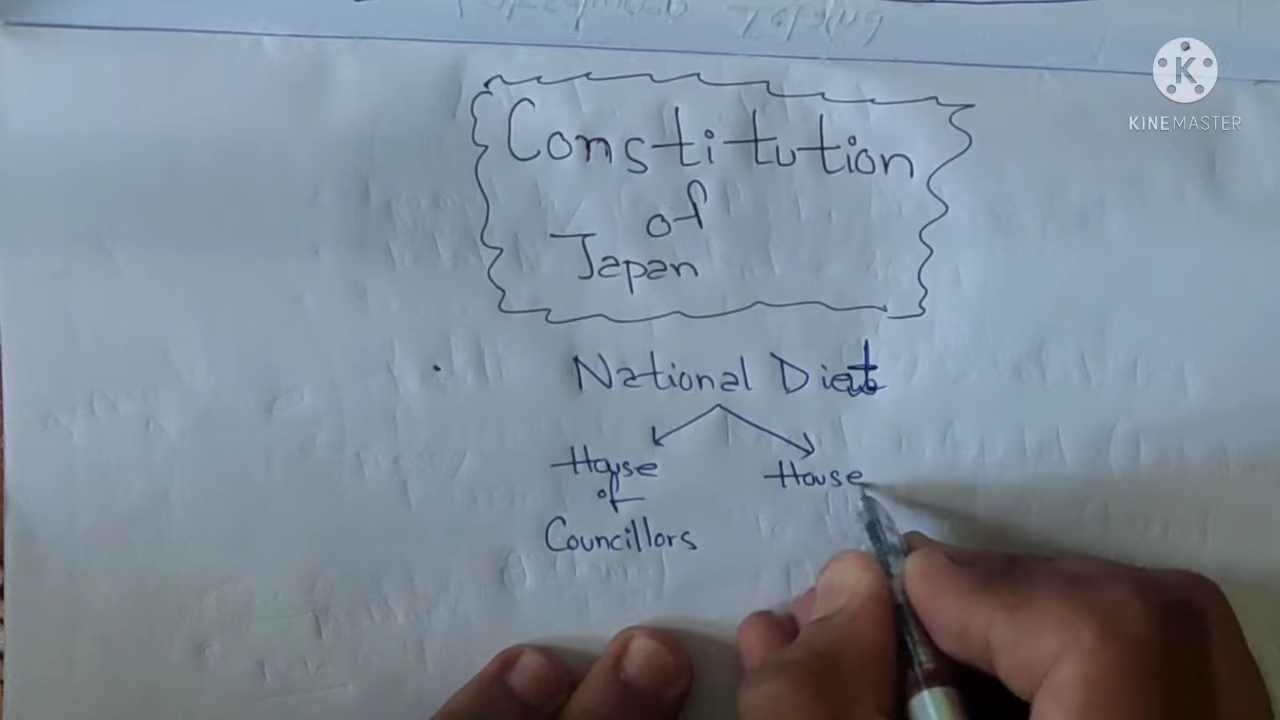 KINEMASTER
Constitution
of
Japan
National Diet
House
of
Councillors
House